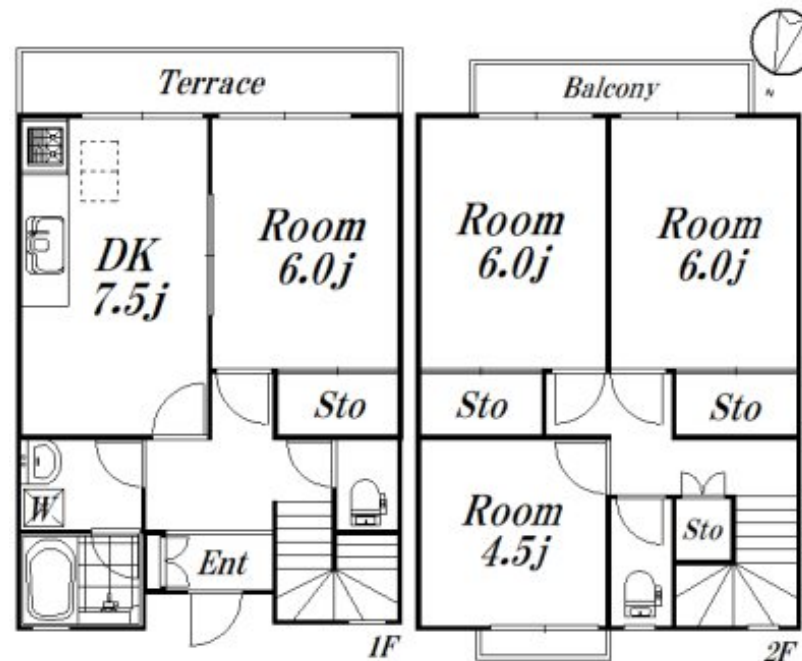 Terrace
Balcony
N
DK
7.5j
Room
6.0j
Room
6.0j
Room
6.0j
Sto
Sto
Sto
W
Ent
Room
4.5j
Sto
1F
2F